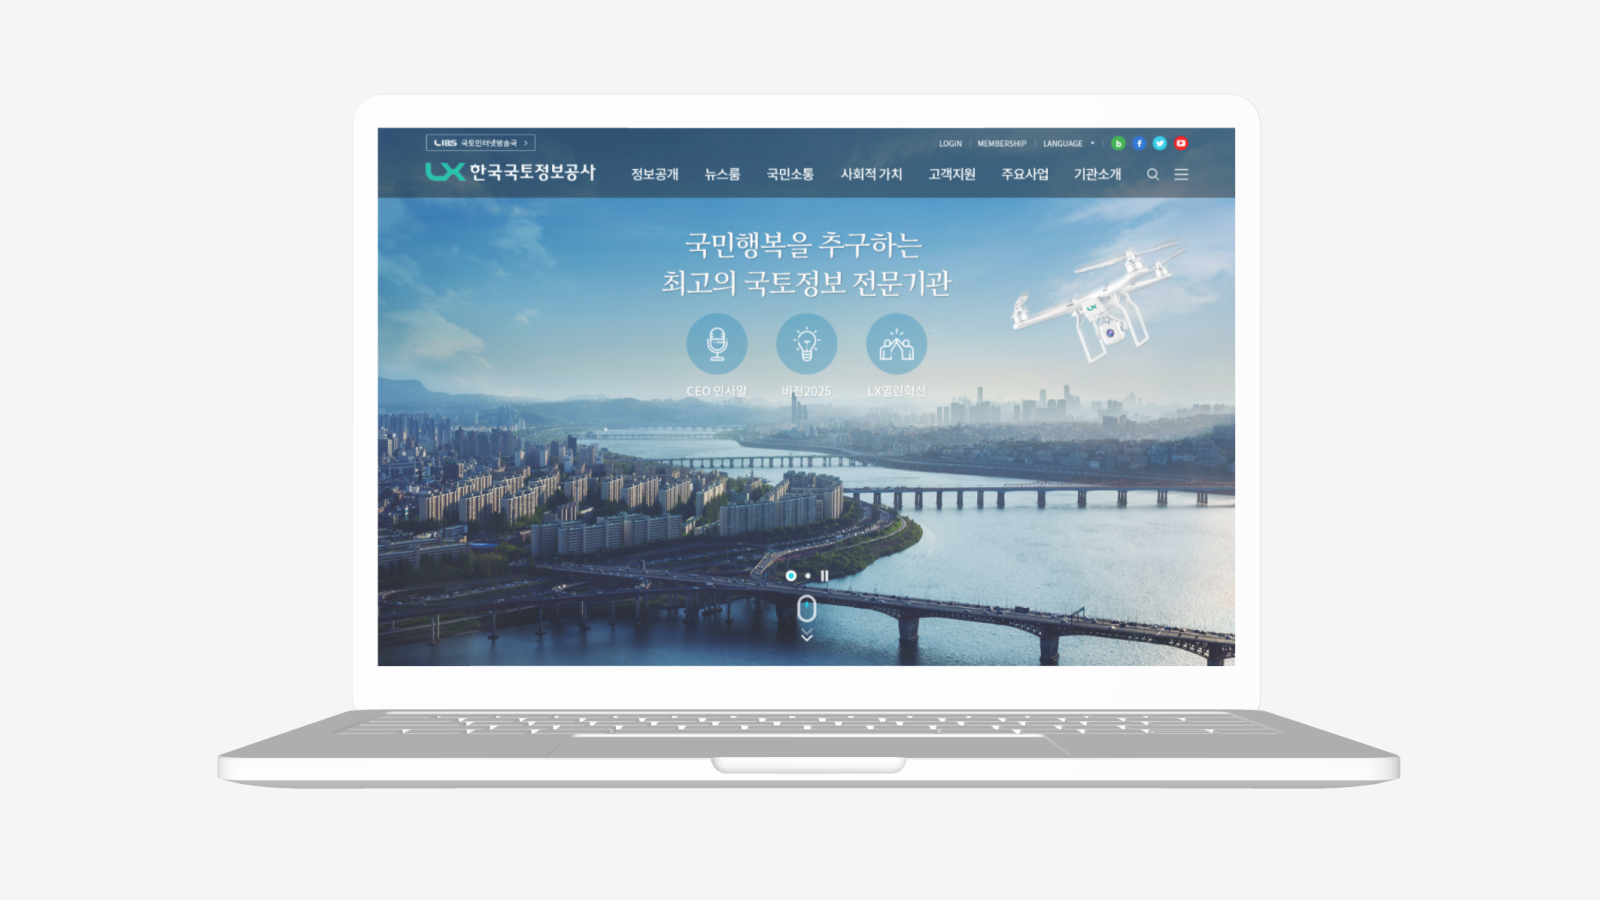 LIBS 국토인터넷방송국 >
LOGIN | MEMBERSHIP | LANGUAGE
b f
LX 한국국토정보공사
정보공개 뉴스룸 국민소통 사회적 가치 고객지원 주요사업 기관소개
국민행복을 추구하는
최고의 국토정보 전문기관
LX
CEO 인사말 비전2025 LX열린혁신